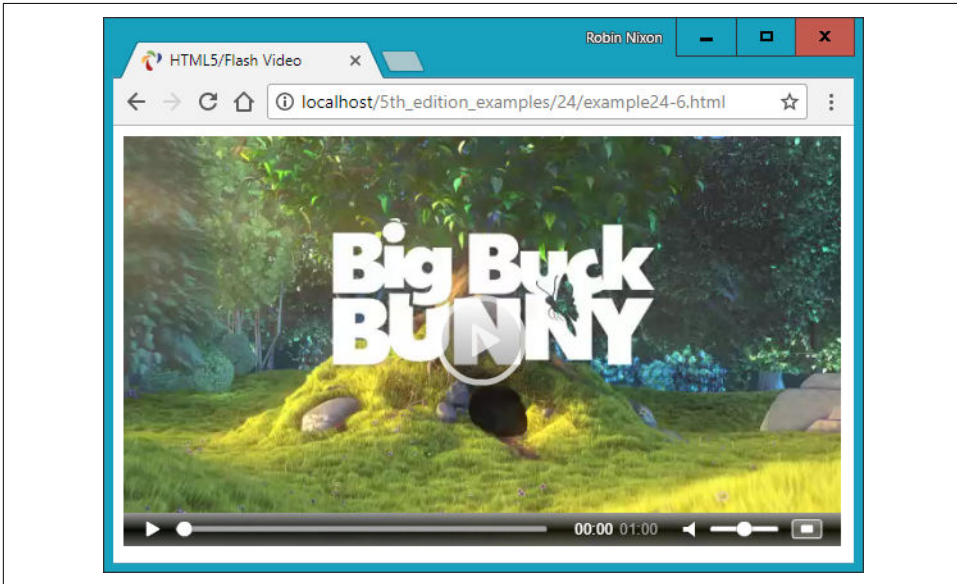 Robin Nixon
HTML5/Flash Video
localhost/5th_edition_examples/24/example24-6.html
Big Buck
BUNNY
00:00 01:00